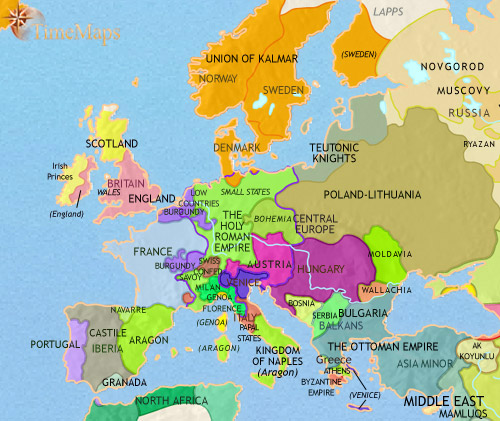 TimeMaps
LAPPS
UNION OF KALMAR
(SWEDEN)
NORWAY
SWEDEN
NOVGOROD
MUSCOVY
RUSSIA
RYAZAN
SCOTLAND
DENMARK
TEUTONIC
KNIGHTS
Irish
Princes
BRITAIN
WALES
ENGLAND
(England)
LOW
COUNTRIES
BURGUNDY
SMALL STATES
POLAND-LITHUANIA
THE
HOLY
ROMAN
EMPIRE
BOHEMIA
CENTRAL
EUROPE
FRANCE
BURGUNDY
SWISS
CONFED.
SAVOY
AUSTRIA
HUNGARY
MOLDAVIA
VENICE
MILAN
GENOA
FLORENCE
(GENOA)
ITALY
PAPAL
STATES
BOSNIA
WALLACHIA
SERBIA
BULGARIA
BALKANS
NAVARRE
PORTUGAL
CASTILE
IBERIA
ARAGON
(ARAGON)
KINGDOM
OF NAPLES
(Aragon)
THE OTTOMAN EMPIRE
Greece
ATHENS
BYZANTINE
EMPIRE
ASIA MINOR
AK
KOYUNLU
GRANADA
NORTH AFRICA
(VENICE)
MIDDLE EAST
MAMLUQS